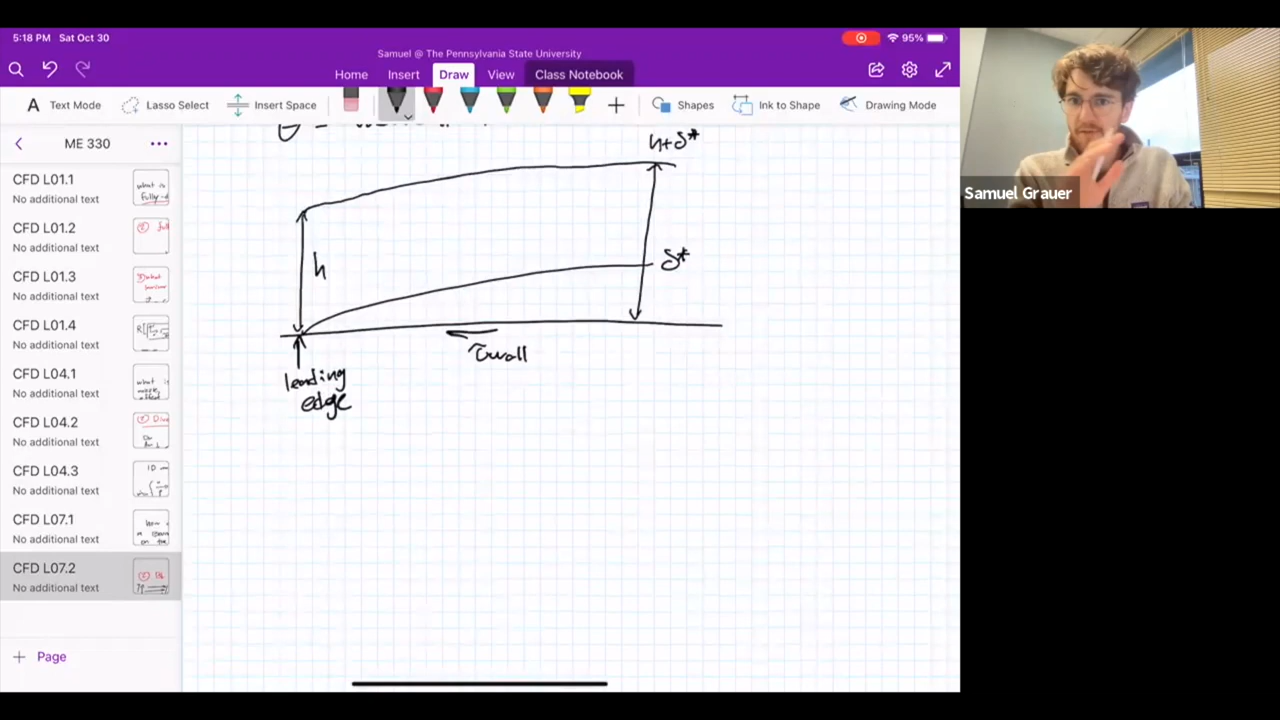 5:18 PM Sat Oct 30
95%
Samuel @ The Pennsylvania State University
Home Insert Draw View Class Notebook
A Text Mode Lasso Select Insert Space Shapes Ink to Shape Drawing Mode
ME 330
CFD L01.1
No additional text
CFD L01.2
No additional text
CFD L01.3
No additional text
CFD L01.4
No additional text
CFD L04.1
No additional text
CFD L04.2
No additional text
CFD L04.3
No additional text
CFD L07.1
No additional text
CFD L07.2
No additional text
Page
h+δ*
h
δ*
τwall
leading
edge
Samuel Grauer